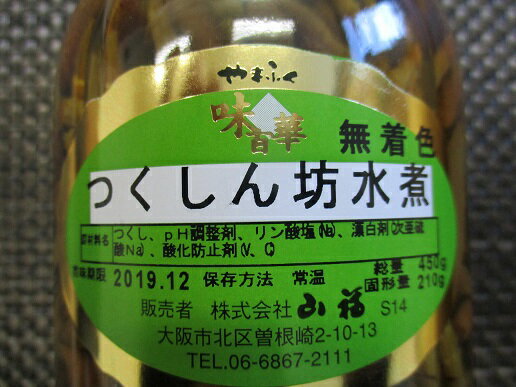 やまふく
味百華
無着色
つくしん坊水煮
原材料名 つくし、pH調整剤、リン酸塩(Na)、漂白剤(次亜硫
酸Na)、酸化防止剤(V.C)
賞味期限 2019.12 保存方法 常温
総量 450g
固形量 210g
販売者 株式会社 山福 S14
大阪市北区曽根崎2-10-13
TEL.06-6867-2111